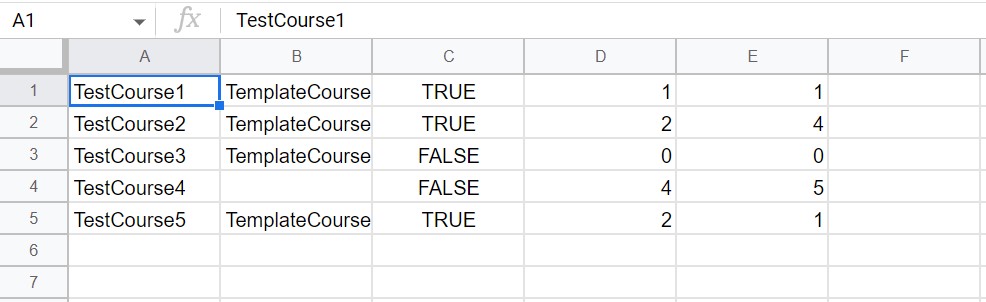 A1 fx TestCourse1
A B C D E F
1 TestCourse1 TemplateCourse TRUE 1 1
2 TestCourse2 TemplateCourse TRUE 2 4
3 TestCourse3 TemplateCourse FALSE 0 0
4 TestCourse4 FALSE 4 5
5 TestCourse5 TemplateCourse TRUE 2 1
6
7